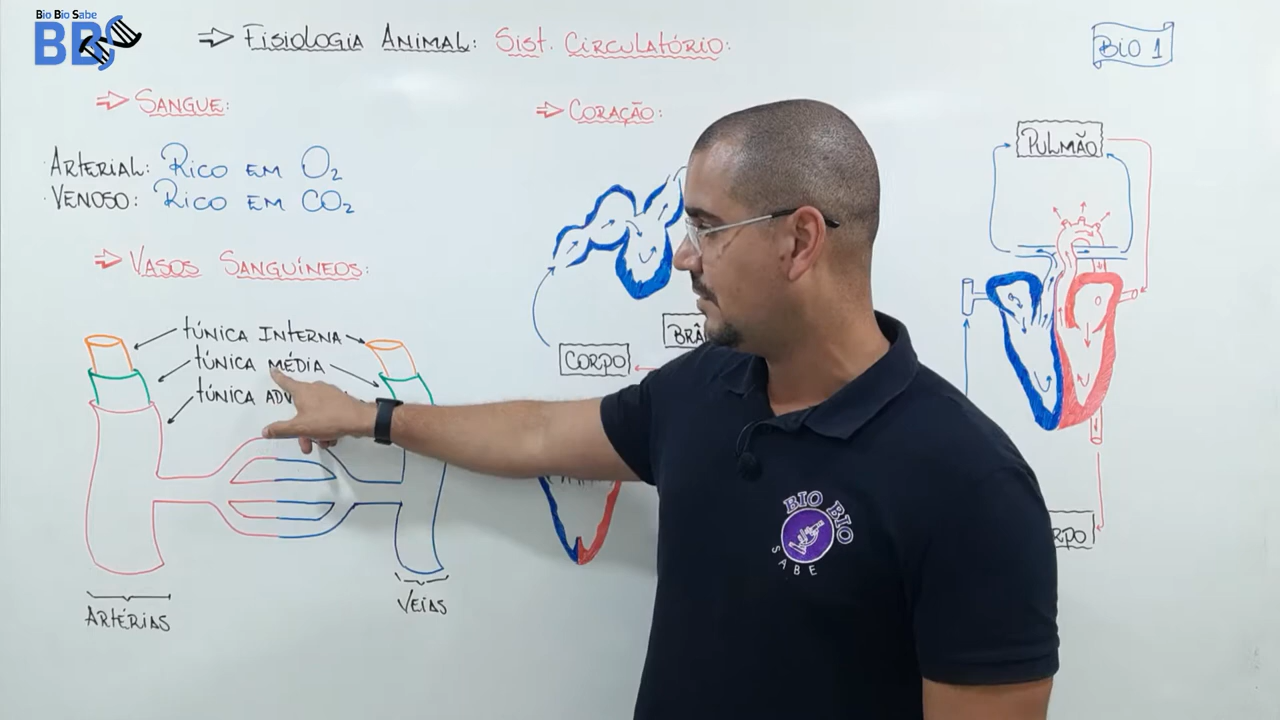 Bio Bio Sabe
BBS
⇒ Fisiologia Animal: Sist. Circulatório:
Bio 1
⇒ Sangue:
· Arterial: Rico em O₂
· Venoso: Rico em CO₂
⇒ Vasos Sanguíneos:
túnica interna
túnica média
túnica
Artérias
Veias
⇒ Coração:
Corpo
Pulmão
BIO BIO
SABE